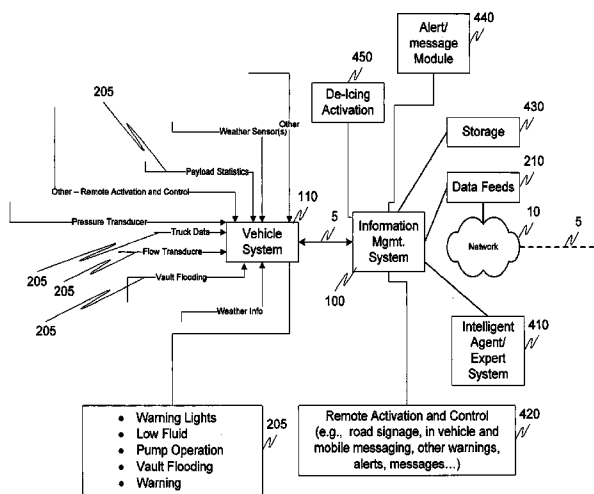 440
Alert/
message
Module
450
De-Icing
Activation
205
Other
Weather Sensor(s)
430
Storage
Payload Statistics
210
Data Feeds
Other – Remote Activation and Control
110
10
5
Pressure Transducer
Truck Data
Vehicle
System
5
Information
Mgmt.
System
Network
Flow Transducre
205
205
Vault Flooding
100
205
Weather Info
Intelligent
Agent/
Expert
System
410
• Warning Lights
• Low Fluid
• Pump Operation
• Vault Flooding
• Warning
205
Remote Activation and Control
(e.g., road signage, in vehicle and
mobile messaging, other warnings,
alerts, messages...)
420